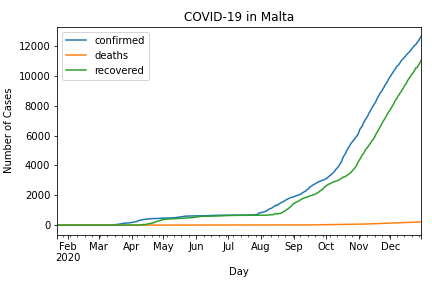 COVID-19 in Malta
confirmed
deaths
recovered
12000
10000
8000
6000
4000
2000
0
Number of Cases
Feb Mar Apr May Jun Jul Aug Sep Oct Nov Dec
2020
Day